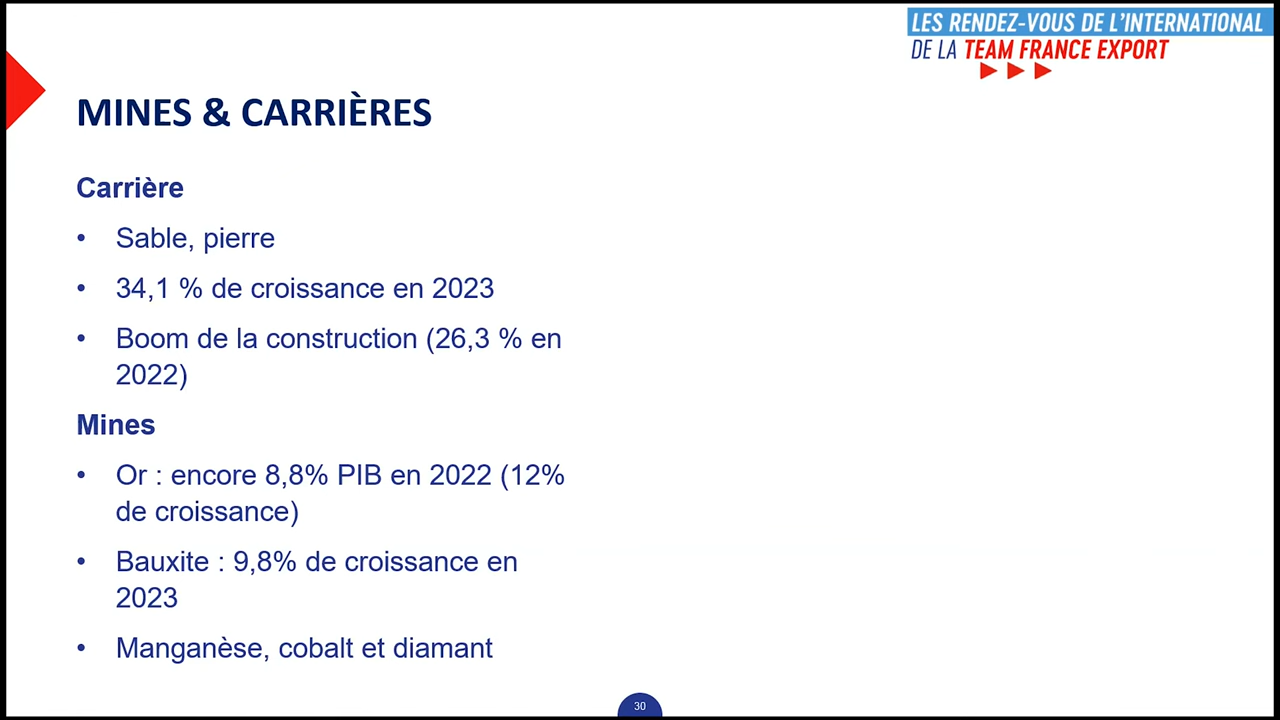 LES RENDEZ-VOUS DE L'INTERNATIONAL
DE LA TEAM FRANCE EXPORT
MINES & CARRIÈRES
Carrière
• Sable, pierre
• 34,1 % de croissance en 2023
• Boom de la construction (26,3 % en
2022)
Mines
• Or : encore 8,8% PIB en 2022 (12%
de croissance)
• Bauxite : 9,8% de croissance en
2023
• Manganèse, cobalt et diamant
30